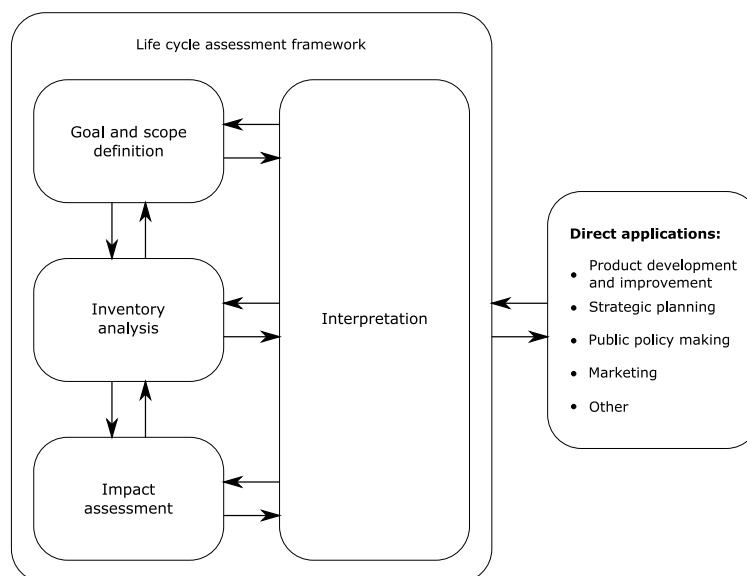 Life cycle assessment framework
Goal and scope
definition
Inventory
analysis
Impact
assessment
Interpretation
Direct applications:
• Product development
and improvement
• Strategic planning
• Public policy making
• Marketing
• Other